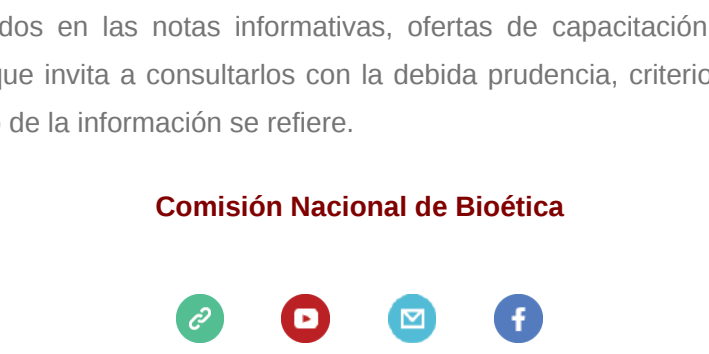 dos en las notas informativas, ofertas de capacitación
que invita a consultarlos con la debida prudencia, criterio
de la información se refiere.
Comisión Nacional de Bioética